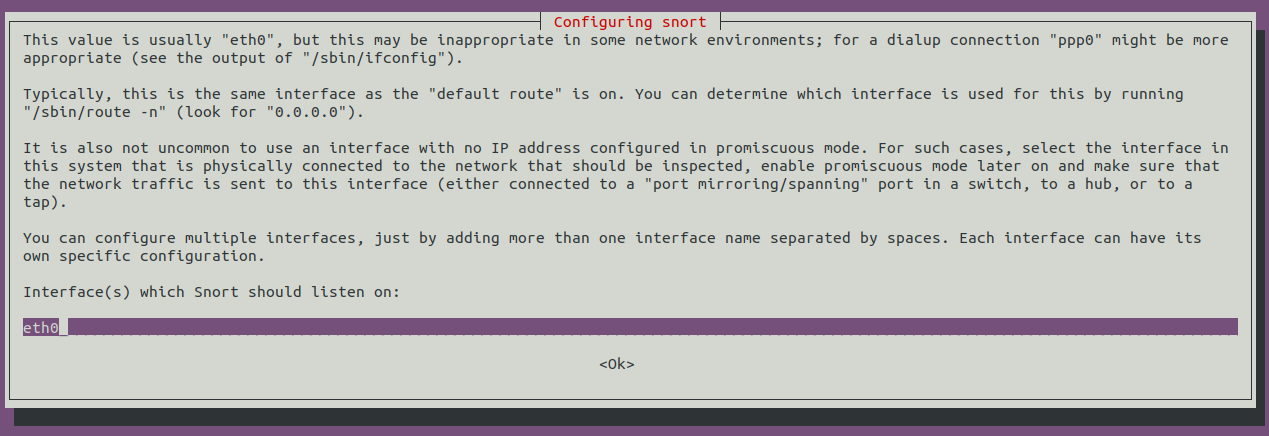 Configuring snort
This value is usually "eth0", but this may be inappropriate in some network environments; for a dialup connection "ppp0" might be more
appropriate (see the output of "/sbin/ifconfig").
Typically, this is the same interface as the "default route" is on. You can determine which interface is used for this by running
"/sbin/route -n" (look for "0.0.0.0").
It is also not uncommon to use an interface with no IP address configured in promiscuous mode. For such cases, select the interface in
this system that is physically connected to the network that should be inspected, enable promiscuous mode later on and make sure that
the network traffic is sent to this interface (either connected to a "port mirroring/spanning" port in a switch, to a hub, or to a
tap).
You can configure multiple interfaces, just by adding more than one interface name separated by spaces. Each interface can have its
own specific configuration.
Interface(s) which Snort should listen on:
eth0
<Ok>